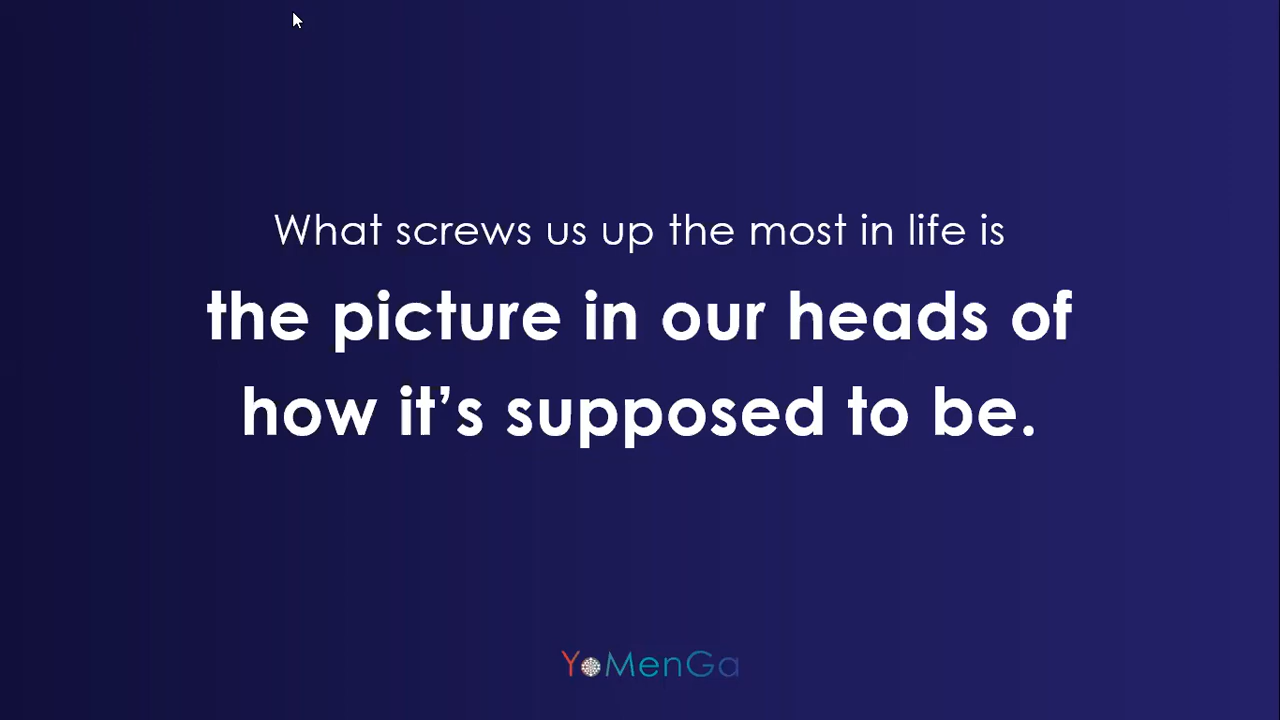 What screws us up the most in life is
the picture in our heads of
how it’s supposed to be.
YoMenGa